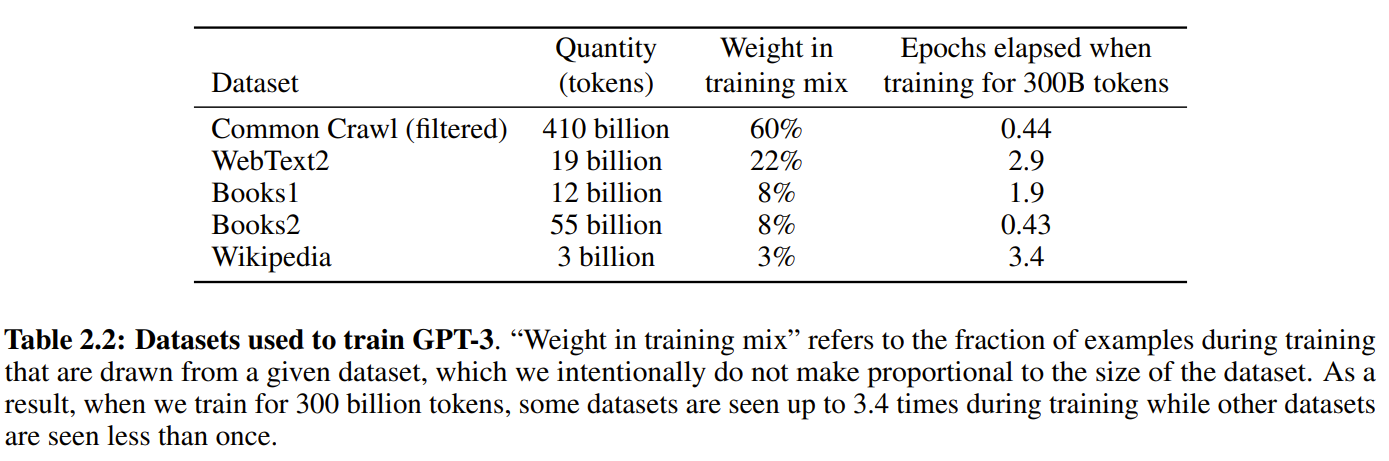 Quantity Weight in Epochs elapsed when
Dataset (tokens) training mix training for 300B tokens
Common Crawl (filtered) 410 billion 60% 0.44
WebText2 19 billion 22% 2.9
Books1 12 billion 8% 1.9
Books2 55 billion 8% 0.43
Wikipedia 3 billion 3% 3.4
Table 2.2: Datasets used to train GPT-3. “Weight in training mix” refers to the fraction of examples during training
that are drawn from a given dataset, which we intentionally do not make proportional to the size of the dataset. As a
result, when we train for 300 billion tokens, some datasets are seen up to 3.4 times during training while other datasets
are seen less than once.